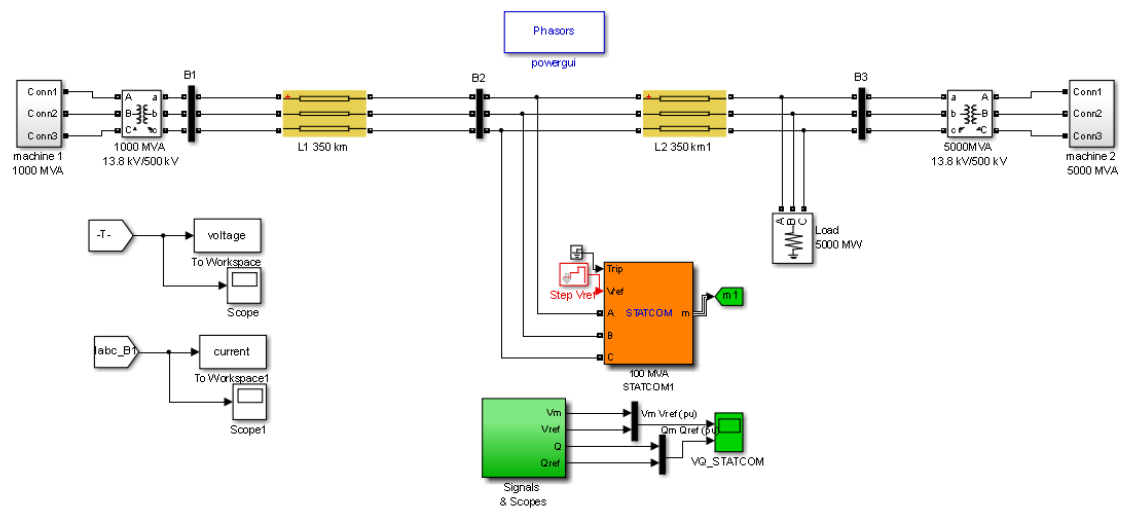 Phasors
powergui
B1
B2
B3
Conn1
Conn2
Conn3
machine 1
1000 MVA
A
B
C
a
b
c
1000 MVA
13.8 kV/500 kV
L1 350 km
L2 350 km1
a
b
c
A
B
C
5000MVA
13.8 kV/500 kV
Conn1
Conn2
Conn3
machine 2
5000 MVA
A
B
C
Load
5000 MW
-T-
voltage
To Workspace
Scope
Iabc_B1
current
To Workspace1
Scope1
Step Vref
Trip
Vref
A
B
C
STATCOM
m
m1
100 MVA
STATCOM1
Vm
Vref
Q
Qref
Signals
& Scopes
Vm Vref (pu)
Qm Qref (pu)
VQ_STATCOM